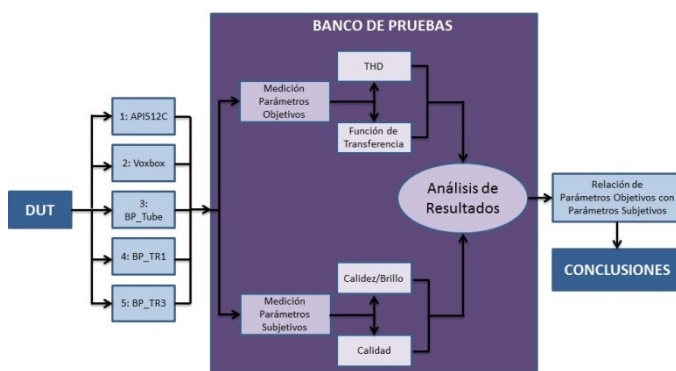 BANCO DE PRUEBAS
DUT
1: APIS12C
2: Voxbox
3:
BP_Tube
4: BP_TR1
5: BP_TR3
Medición
Parámetros
Objetivos
THD
Función de
Transferencia
Medición
Parámetros
Subjetivos
Calidez/Brillo
Calidad
Análisis de
Resultados
Relación de
Parámetros Objetivos con
Parámetros Subjetivos
CONCLUSIONES